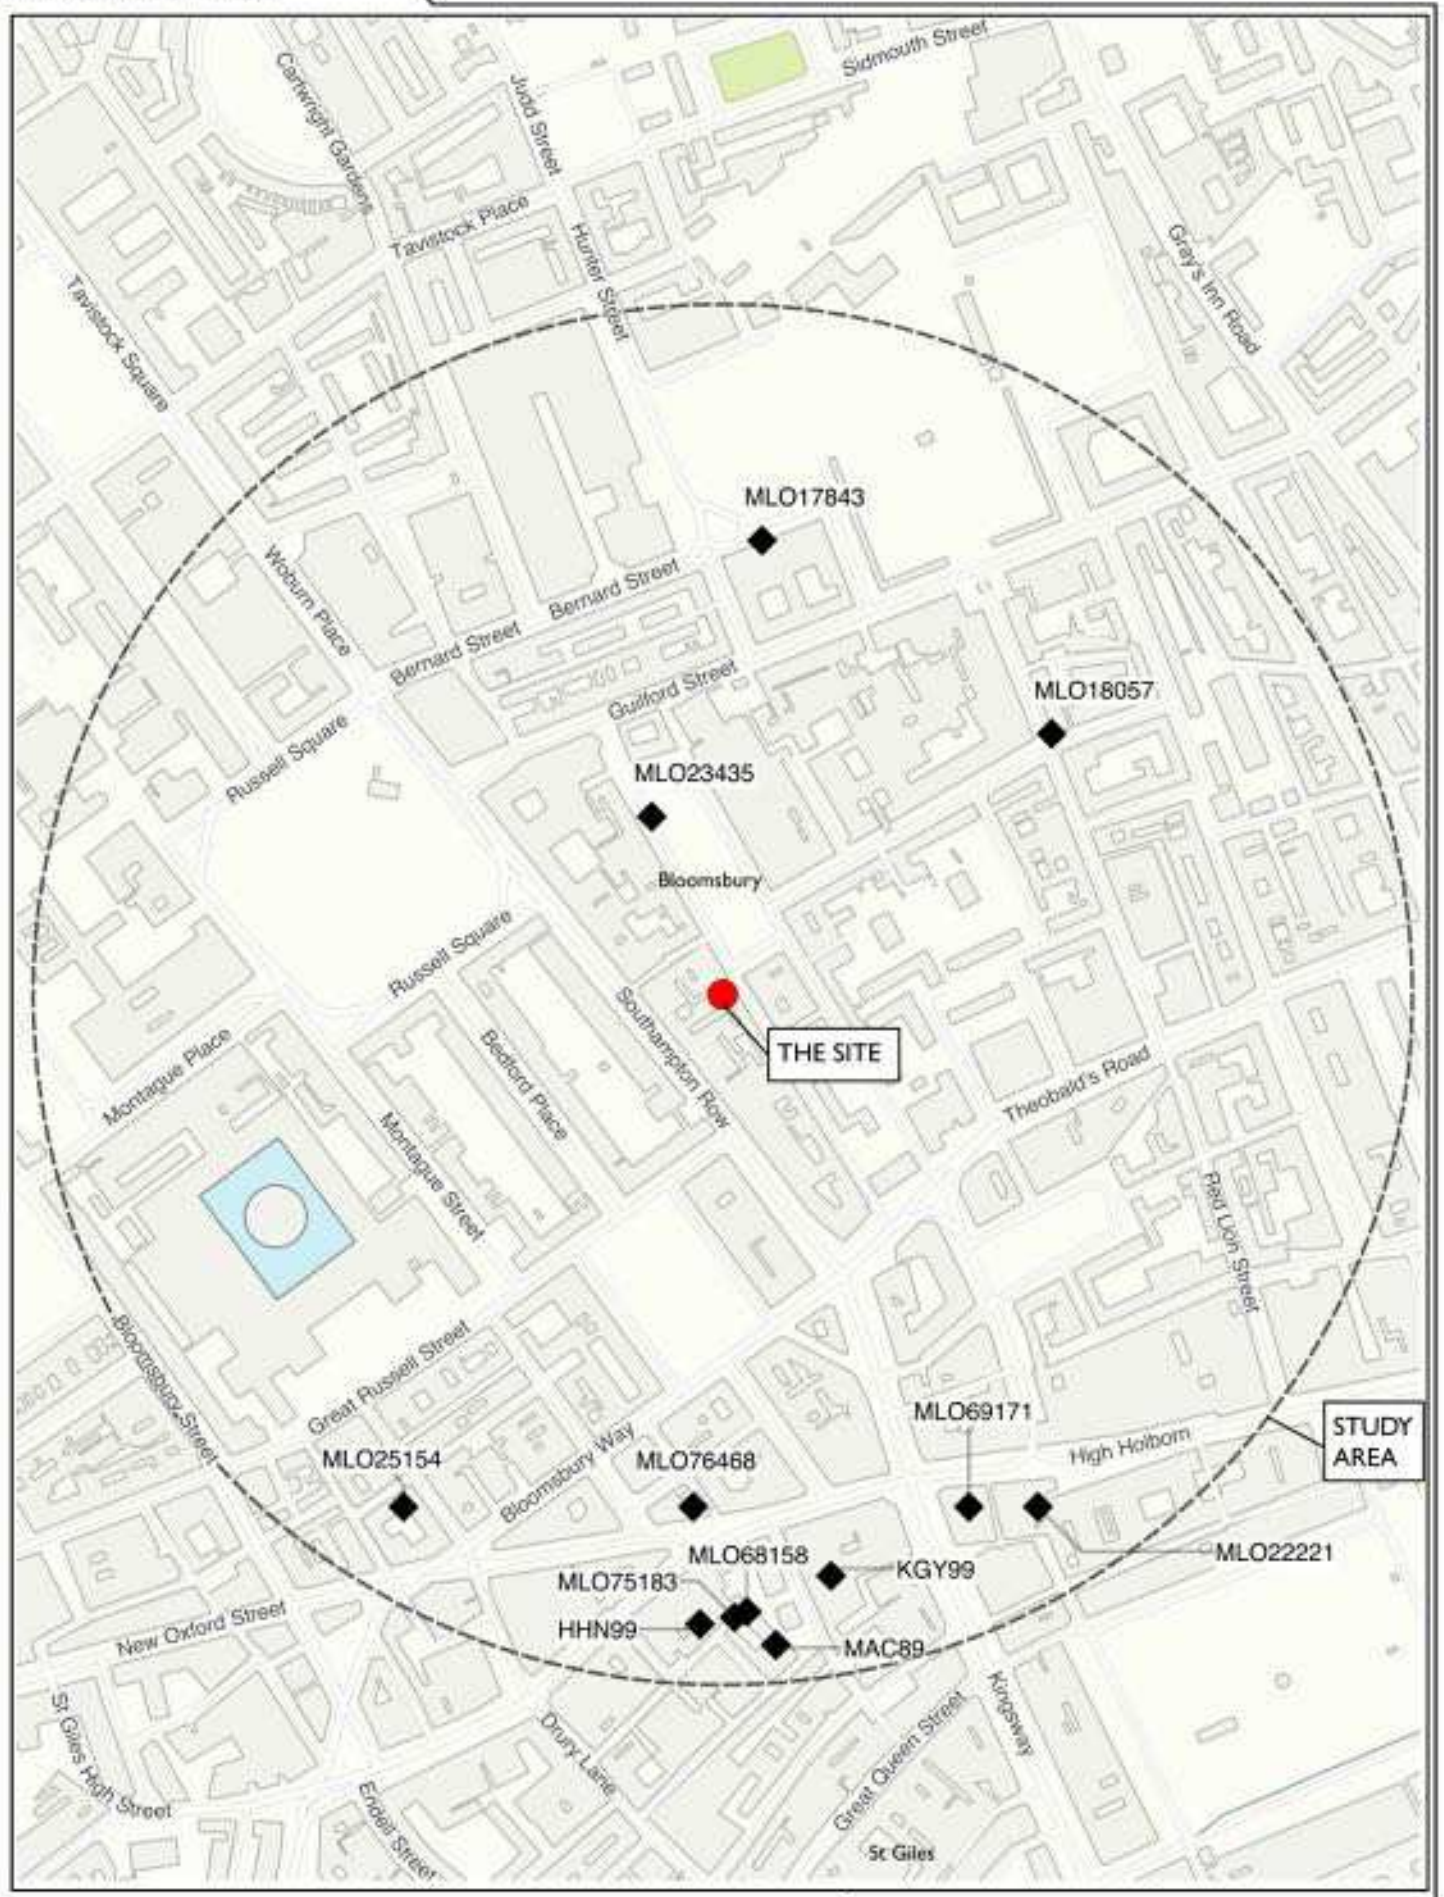 Sidmouth Street
Cartwright Gardens
Judd Street
Tavistock Place
Hunter Street
Gray's Inn Road
Tavistock Square
MLO17843
Woburn Place
Bernard Street
Bernard Street
Guilford Street
MLO18057
Russell Square
MLO23435
Bloomsbury
Russell Square
Southampton Row
THE SITE
Montague Place
Bedford Place
Theobald's Road
Montague Street
Red Lion Street
Bloomsbury Street
Great Russell Street
MLO69171
STUDY
AREA
High Holborn
MLO25154
Bloomsbury Way
MLO76468
MLO68158
MLO22221
MLO75183
KGY99
HHN99
MAC89
New Oxford Street
St Giles High Street
Drury Lane
Kingsway
Great Queen Street
Endell Street
St Giles